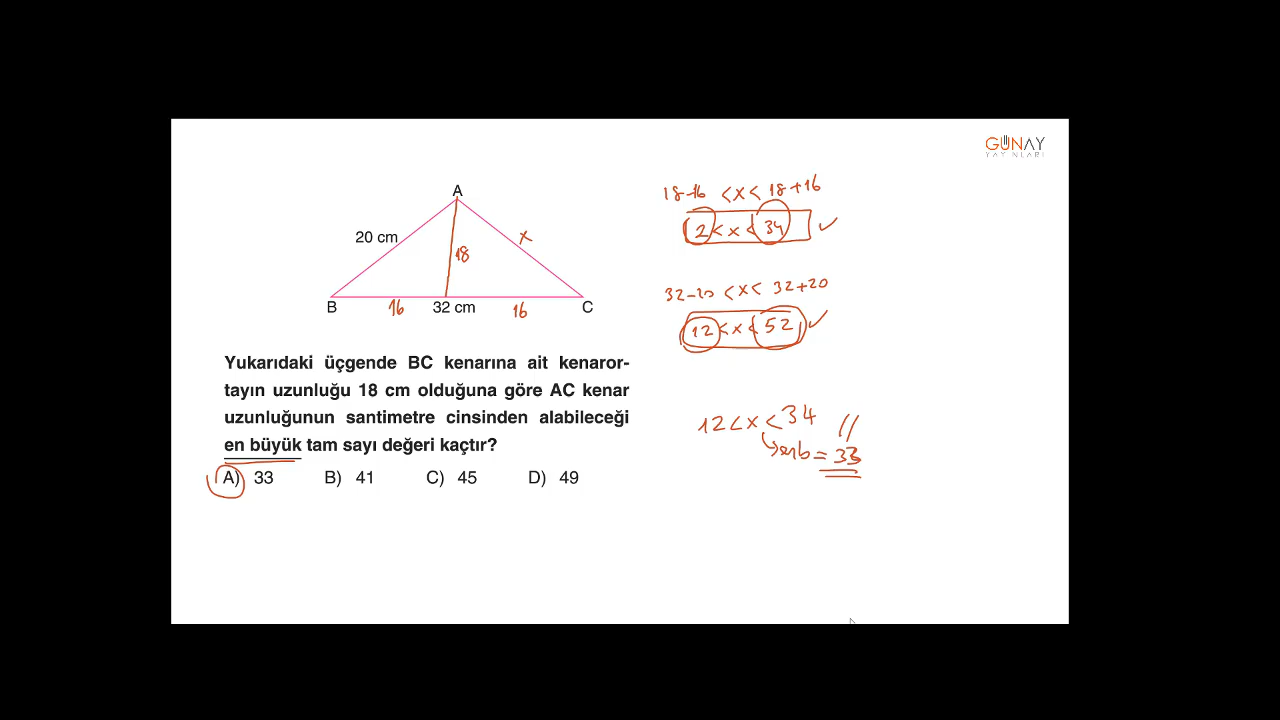 GÜNAY
YAYINLARI
A
20 cm
x
18
B
16
32 cm
16
C
18-16 < x < 18+16
2 < x < 34 ✓
32-20 < x < 32+20
12 < x < 52 ✓
Yukarıdaki üçgende BC kenarına ait kenaror-
tayın uzunluğu 18 cm olduğuna göre AC kenar
uzunluğunun santimetre cinsinden alabileceği
en büyük tam sayı değeri kaçtır?
A) 33 B) 41 C) 45 D) 49
12 < x < 34 //
enb = 33